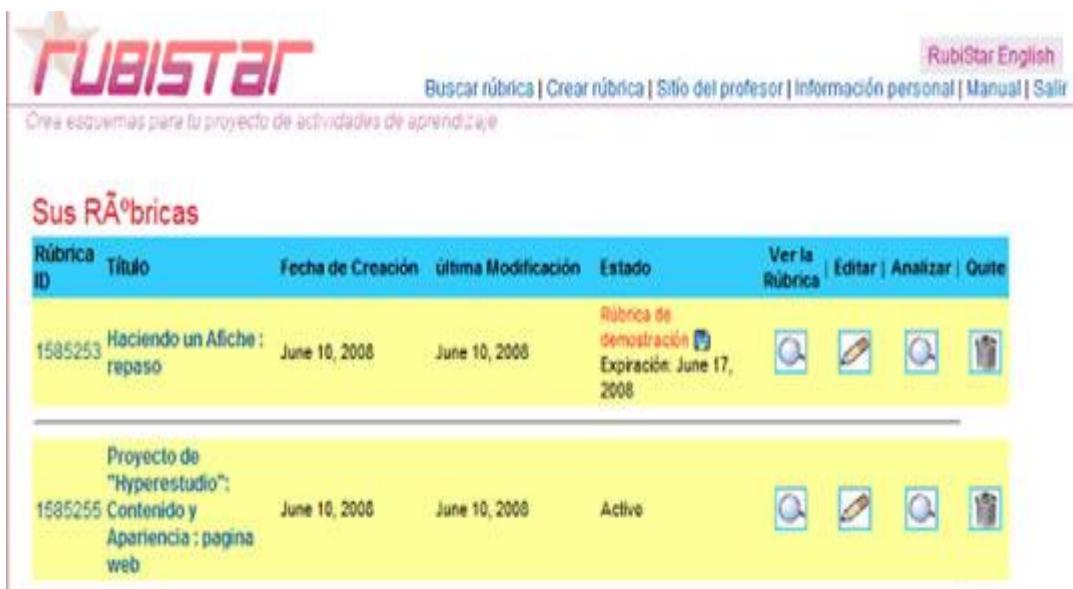 rubistar
RubiStar English
Buscar rúbrica | Crear rúbrica | Sitio del profesor | Información personal | Manual | Salir
Crea esquemas para tu proyecto de actividades de aprendizaje
Sus RÃºbricas
Rúbrica ID Título Fecha de Creación última Modificación Estado Ver la Rúbrica | Editar | Analizar | Quite
1585253 Haciendo un Afiche : repaso June 10, 2008 June 10, 2008 Rúbrica de demostración Expiración: June 17, 2008
1585255 Proyecto de "Hyperestudio": Contenido y Apariencia : pagina web June 10, 2008 June 10, 2008 Activo